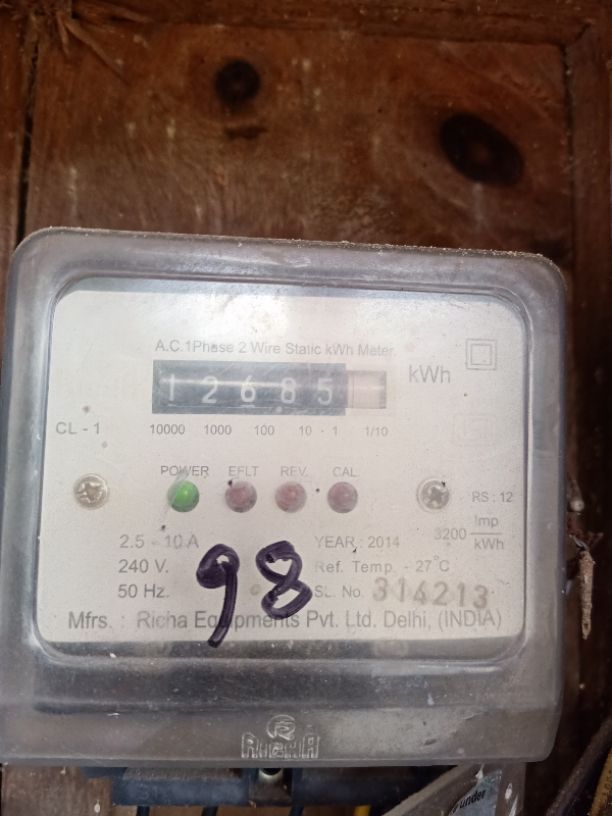 A.C.1Phase 2 Wire Static kWh Meter
12685 kWh
CL - 1 10000 1000 100 10 · 1 1/10
POWER EFLT REV. CAL
RS : 12
2.5 - 10 A YEAR : 2014 3200 Imp/kWh
240 V. Ref. Temp. - 27°C
50 Hz. SL. No. 314213
98
Mfrs. : Richa Equipments Pvt. Ltd. Delhi, (INDIA)
RICHA
under